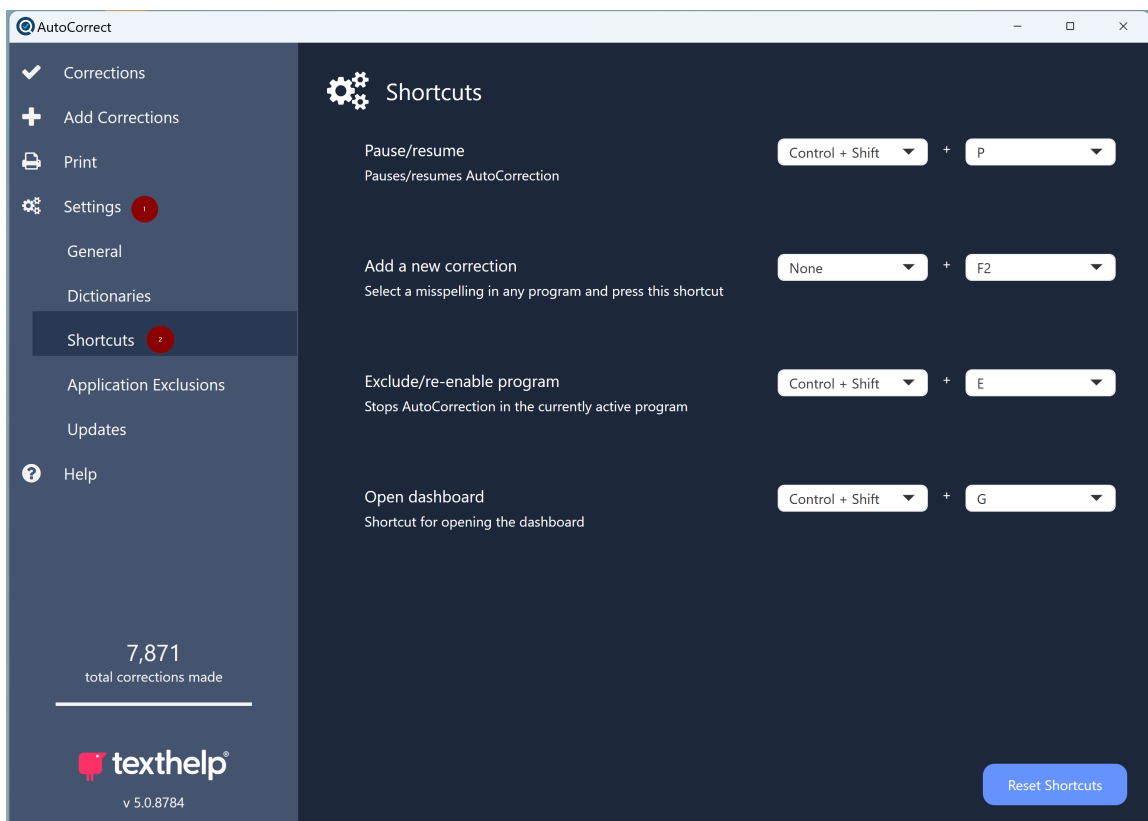 AutoCorrect
Corrections
Add Corrections
Print
Settings 1
General
Dictionaries
Shortcuts 2
Application Exclusions
Updates
Help
7,871
total corrections made
texthelp®
v 5.0.8784
Shortcuts
Pause/resume
Control + Shift + P
Pauses/resumes AutoCorrection
Add a new correction
None + F2
Select a misspelling in any program and press this shortcut
Exclude/re-enable program
Control + Shift + E
Stops AutoCorrection in the currently active program
Open dashboard
Control + Shift + G
Shortcut for opening the dashboard
Reset Shortcuts